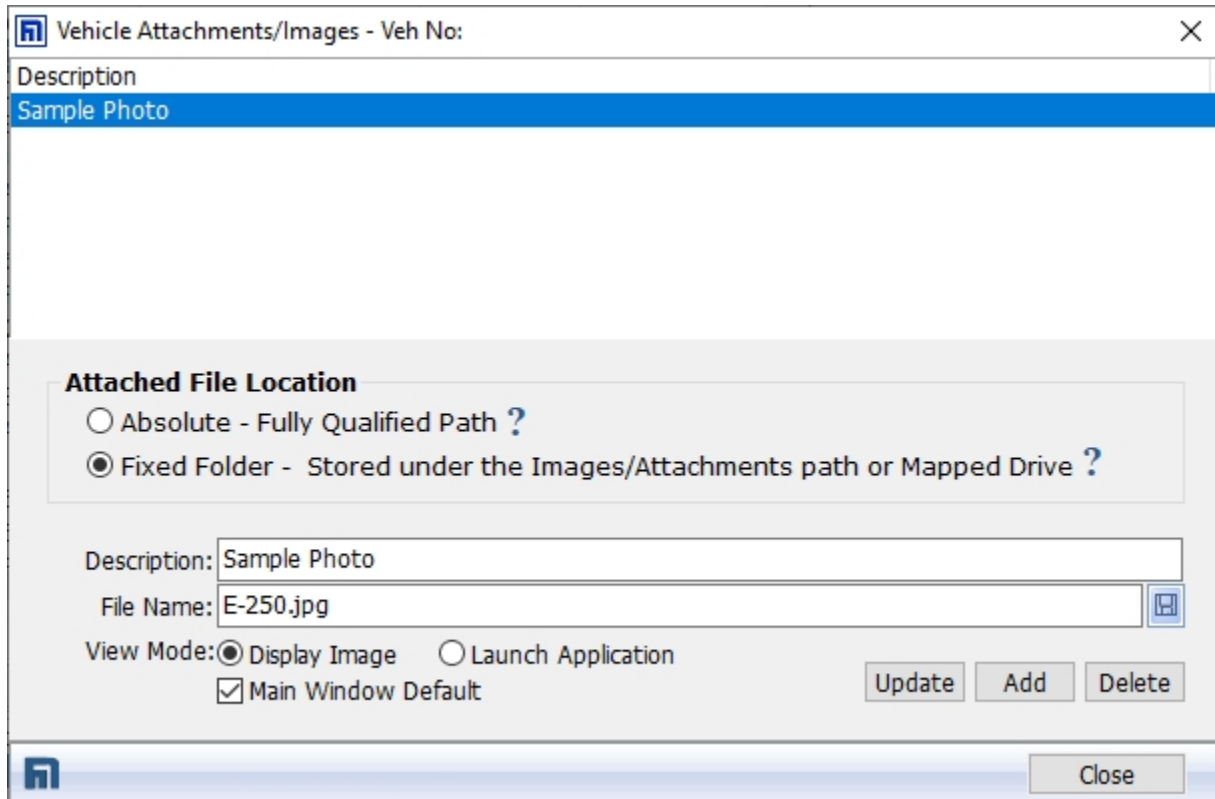 Vehicle Attachments/Images - Veh No:
Description
Sample Photo
Attached File Location
Absolute - Fully Qualified Path ?
Fixed Folder - Stored under the Images/Attachments path or Mapped Drive ?
Description: Sample Photo
File Name: E-250.jpg
View Mode: Display Image Launch Application
Main Window Default
Update Add Delete
Close